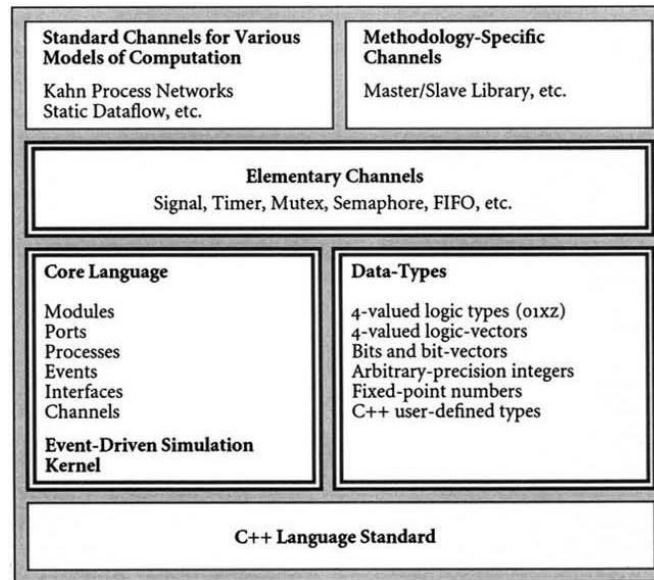 Standard Channels for Various
Models of Computation
Kahn Process Networks
Static Dataflow, etc.
Methodology-Specific
Channels
Master/Slave Library, etc.
Elementary Channels
Signal, Timer, Mutex, Semaphore, FIFO, etc.
Core Language
Modules
Ports
Processes
Events
Interfaces
Channels
Event-Driven Simulation
Kernel
Data-Types
4-valued logic types (01XZ)
4-valued logic-vectors
Bits and bit-vectors
Arbitrary-precision integers
Fixed-point numbers
C++ user-defined types
C++ Language Standard